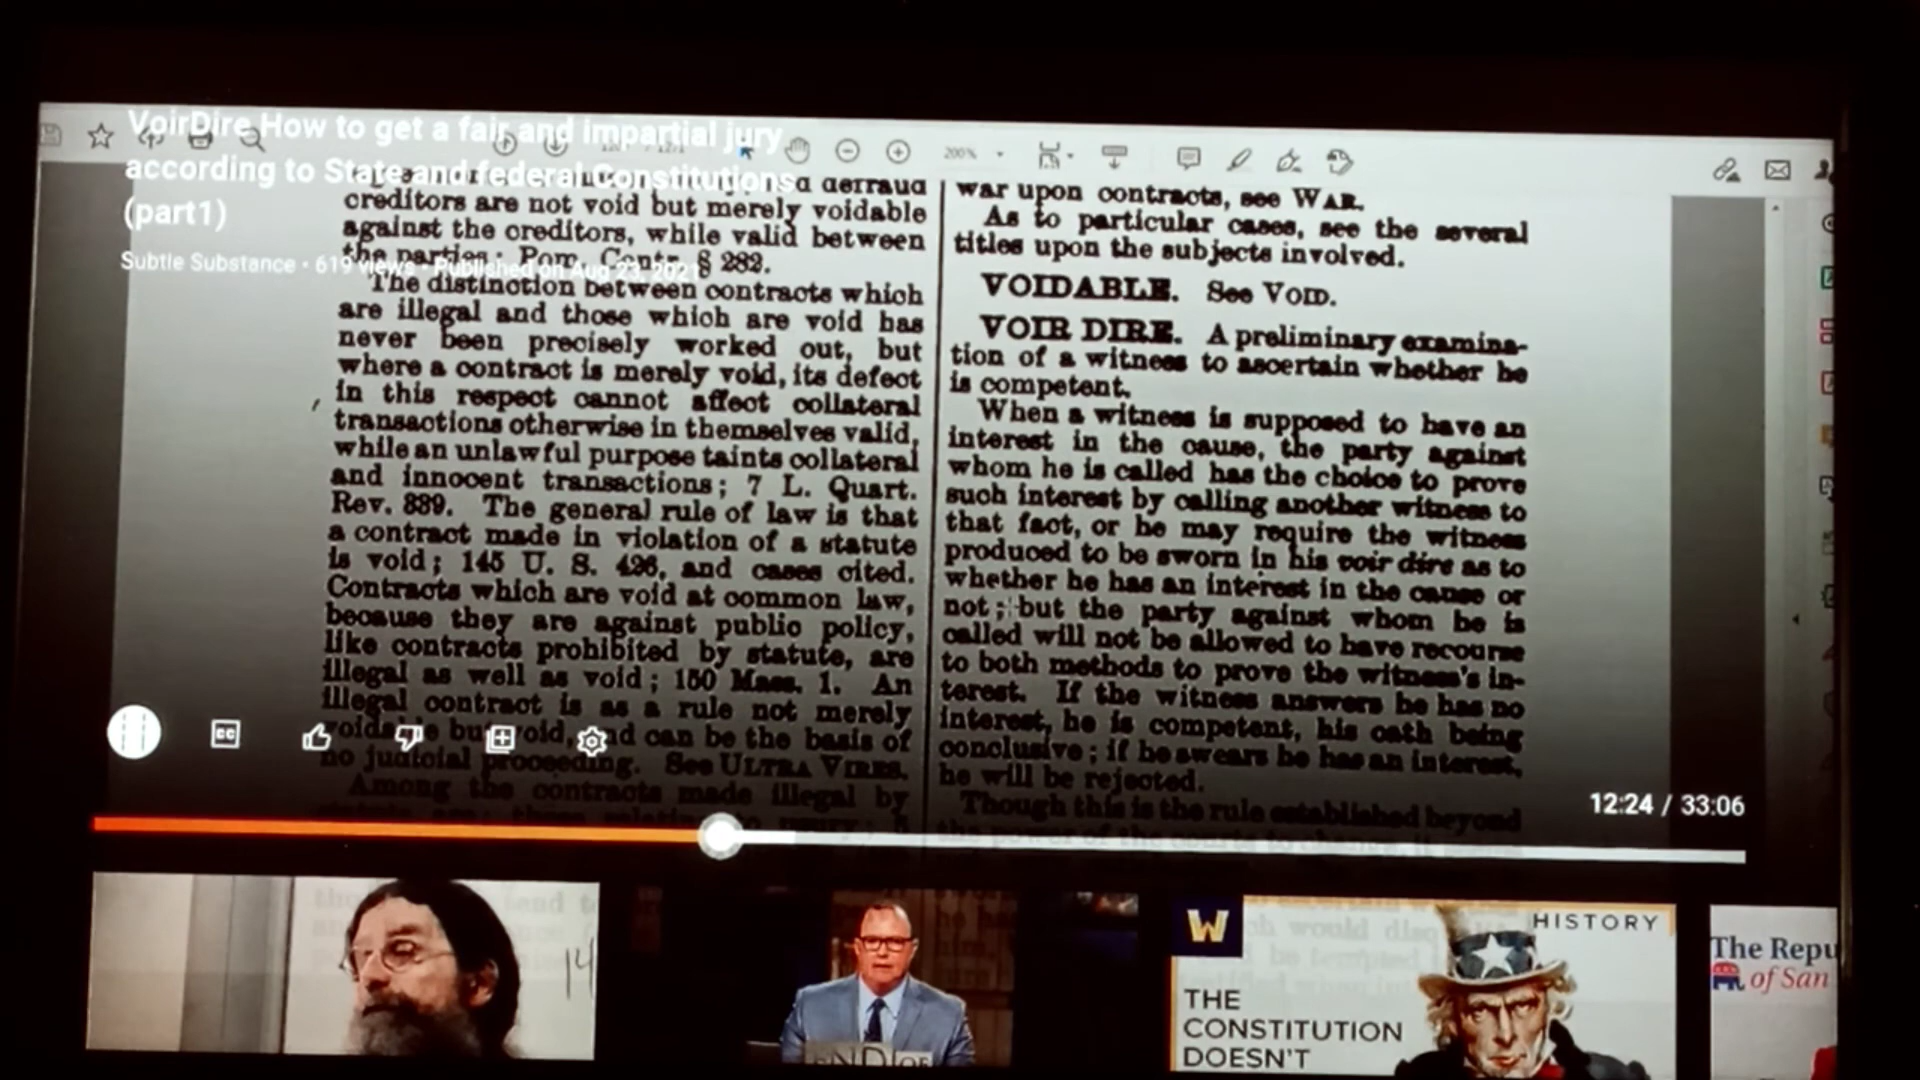 VoirDire How to get a fair and impartial jury
according to State and federal Constitutions
(part1)
Subtle Substance • 619 views • Published on Aug 23, 2021
200%
defraud
creditors are not void but merely voidable
against the creditors, while valid between
the parties; Pom. Contr. § 282.
The distinction between contracts which
are illegal and those which are void has
never been precisely worked out, but
where a contract is merely void, its defect
in this respect cannot affect collateral
transactions otherwise in themselves valid,
while an unlawful purpose taints collateral
and innocent transactions; 7 L. Quart.
Rev. 339. The general rule of law is that
a contract made in violation of a statute
is void; 145 U. S. 426, and cases cited.
Contracts which are void at common law,
because they are against public policy,
like contracts prohibited by statute, are
illegal as well as void; 150 Mass. 1. An
illegal contract is as a rule not merely
voidable but void, and can be the basis of
no judicial proceeding. See ULTRA VIRES.
Among the contracts made illegal by
war upon contracts, see WAR.
As to particular cases, see the several
titles upon the subjects involved.
VOIDABLE. See VOID.
VOIR DIRE. A preliminary examina-
tion of a witness to ascertain whether he
is competent.
When a witness is supposed to have an
interest in the cause, the party against
whom he is called has the choice to prove
such interest by calling another witness to
that fact, or he may require the witness
produced to be sworn in his voir dire as to
whether he has an interest in the cause or
not; but the party against whom he is
called will not be allowed to have recourse
to both methods to prove the witness's in-
terest. If the witness answers he has no
interest, he is competent, his oath being
conclusive; if he swears he has an interest,
he will be rejected.
Though this is the rule established beyond
the power of the courts to change, it
CC
12:24 / 33:06
14
END OF
W
HISTORY
THE
CONSTITUTION
DOESN'T
The Repu
of San